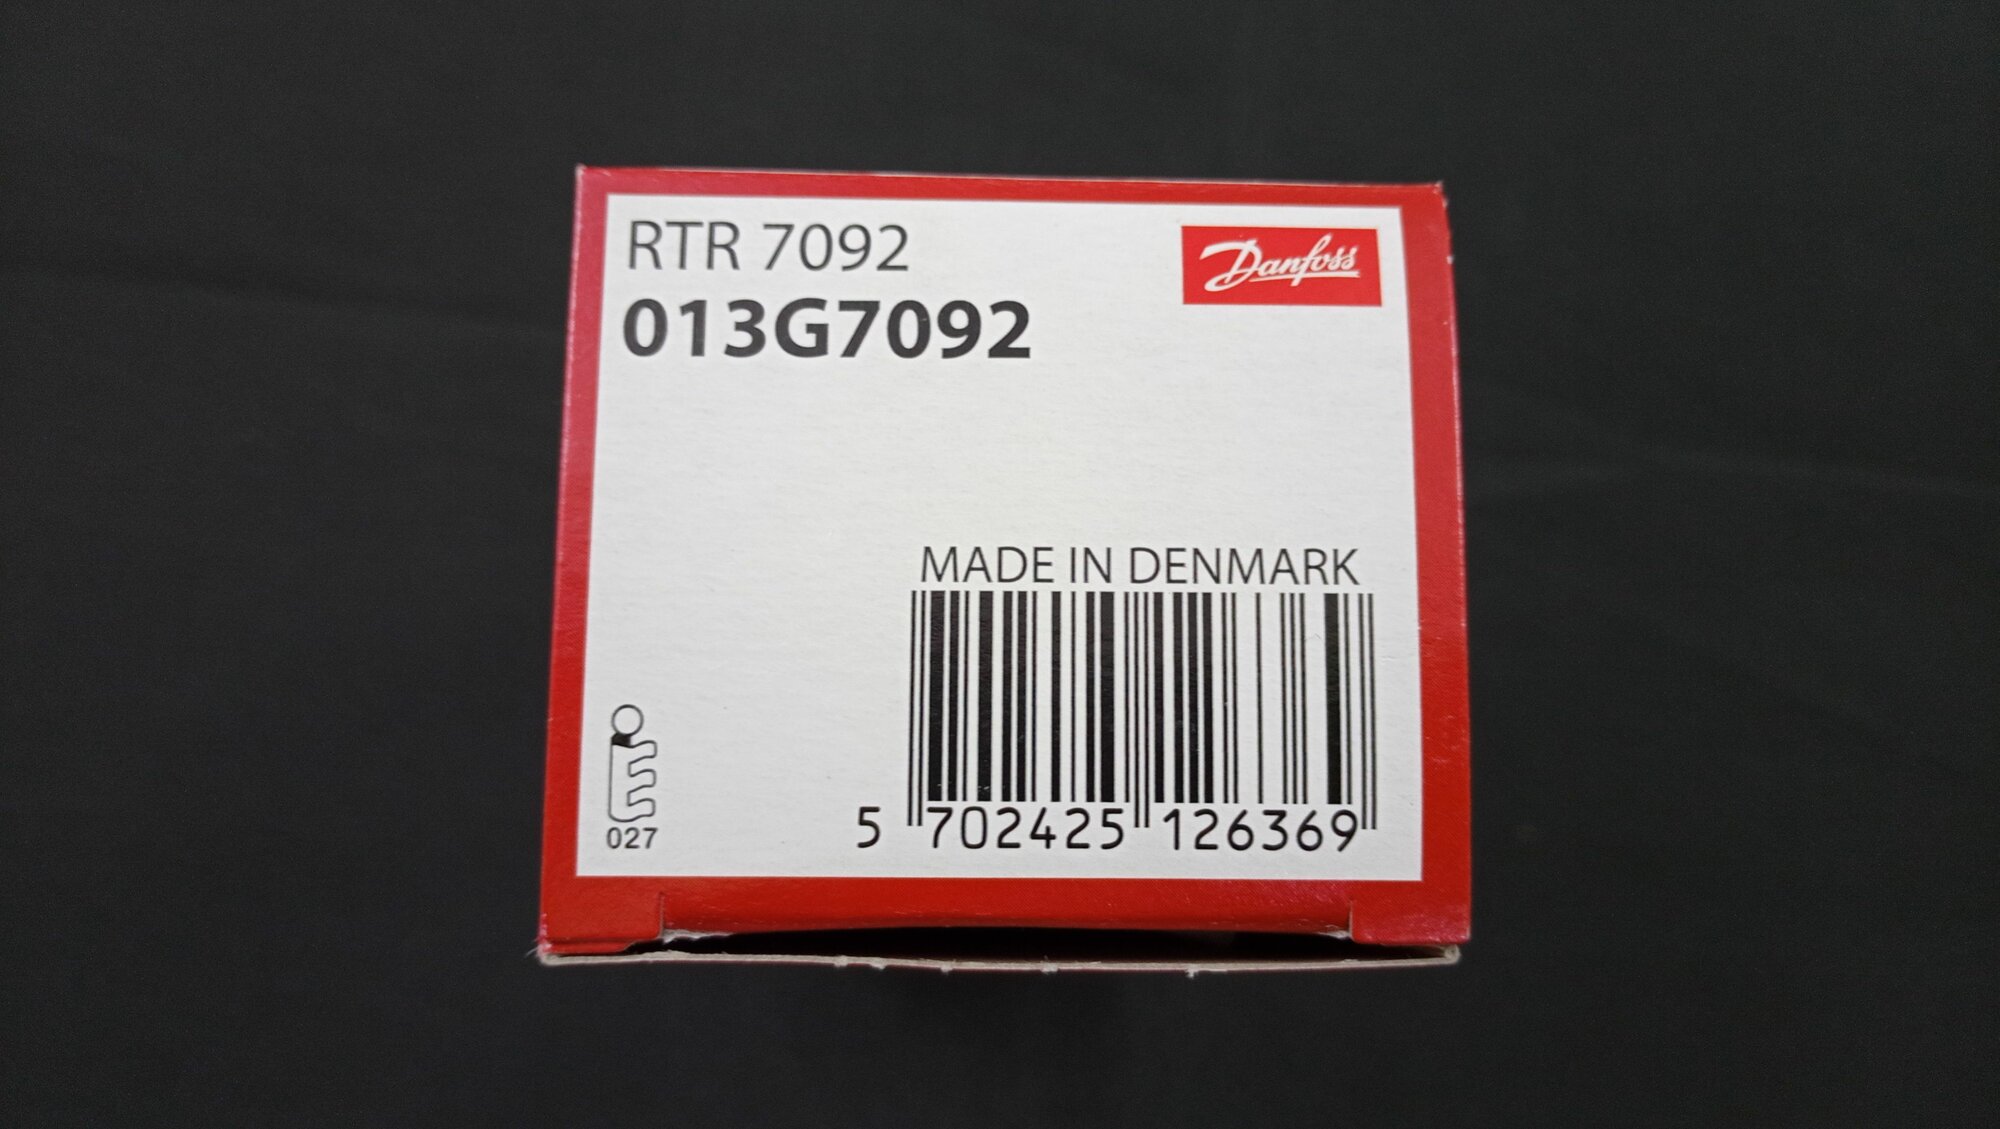 RTR 7092
Danfoss
013G7092
MADE IN DENMARK
5 702425 126369
027